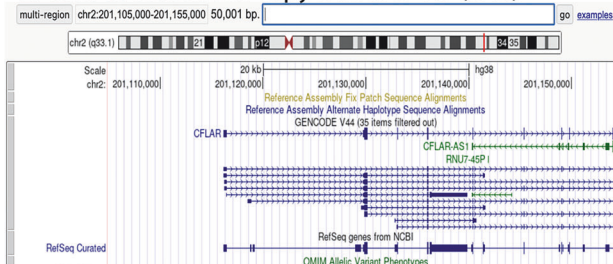 multi-region chr2:201,105,000-201,155,000 50,001 bp. go examples
chr2 (q33.1) 21 p12 34 35
Scale 20 kb hg38
chr2: 201,110,000 201,120,000 201,130,000 201,140,000 201,150,000
Reference Assembly Fix Patch Sequence Alignments
Reference Assembly Alternate Haplotype Sequence Alignments
GENCODE V44 (35 items filtered out)
CFLAR
CFLAR-AS1
RNU7-45P
RefSeq genes from NCBI
RefSeq Curated
OMIM Allelic Variant Phenotypes